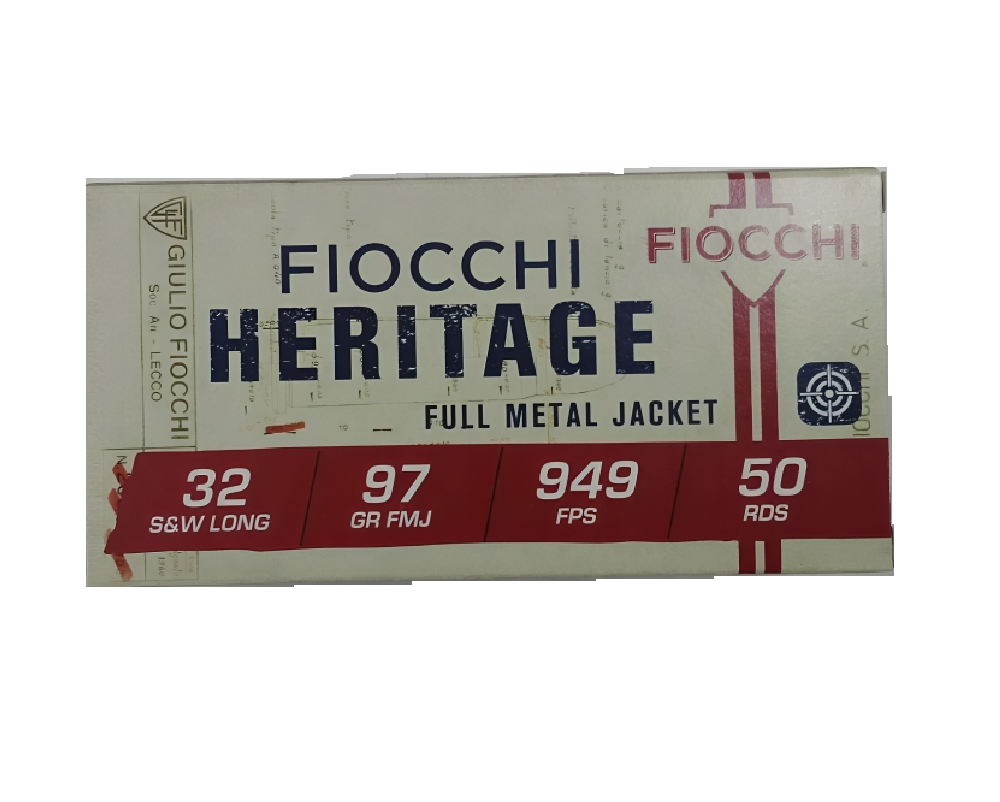 FIOCCHI
HERITAGE
FULL METAL JACKET
FIOCCHI
GIULIO FIOCCHI
Soc An - LECCO
32
S&W LONG
97
GR FMJ
949
FPS
50
RDS